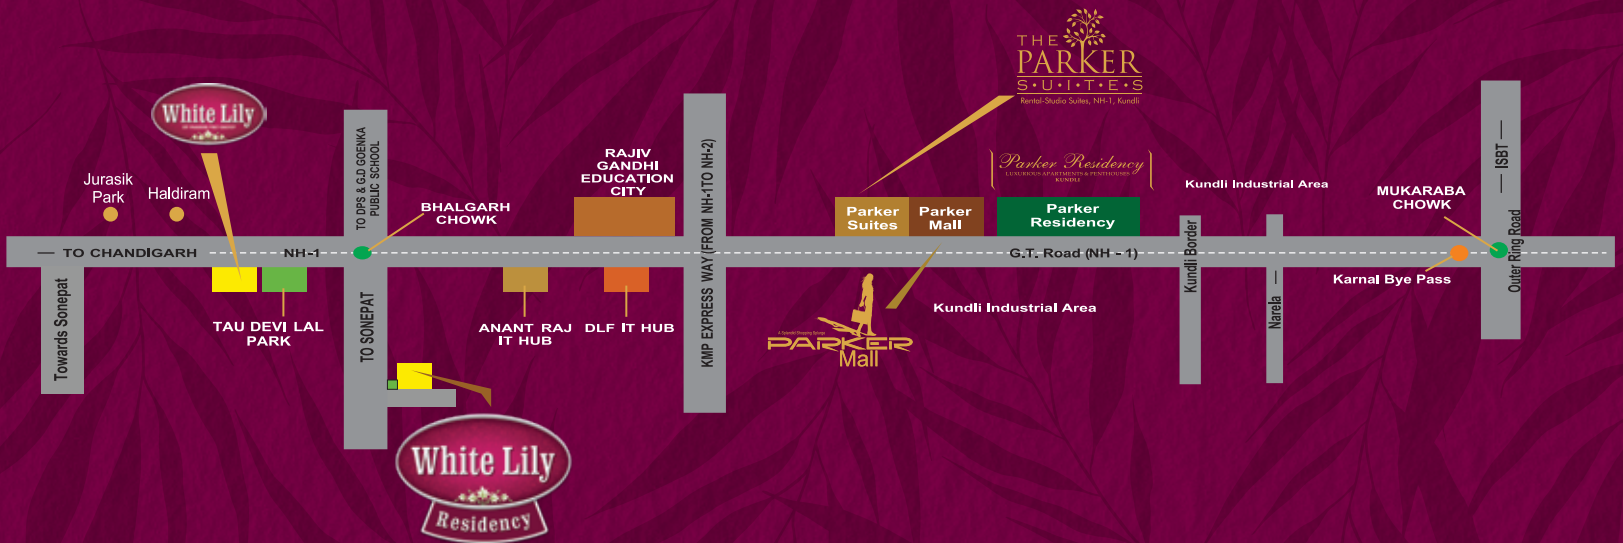 THE
PARKER
S•U•I•T•E•S
Rental-Studio Suites, NH-1, Kundli
White Lily
Jurasik
Park
Haldiram
TO DPS & G.D GOENKA
PUBLIC SCHOOL
BHALGARH
CHOWK
RAJIV
GANDHI
EDUCATION
CITY
KMP EXPRESS WAY (FROM NH-1TO NH-2)
Parker Residency
LUXURIOUS APARTMENTS & PENTHOUSES
KUNDLI
Parker
Suites
Parker
Mall
Parker
Residency
Kundli Industrial Area
MUKARABA
CHOWK
— ISBT —
Outer Ring Road
— TO CHANDIGARH
NH-1
G.T. Road (NH - 1)
Kundli Border
Narela —
Karnal Bye Pass
Towards Sonepat
TAU DEVI LAL
PARK
TO SONEPAT
ANANT RAJ
IT HUB
DLF IT HUB
PARKER
Mall
Kundli Industrial Area
White Lily
Residency